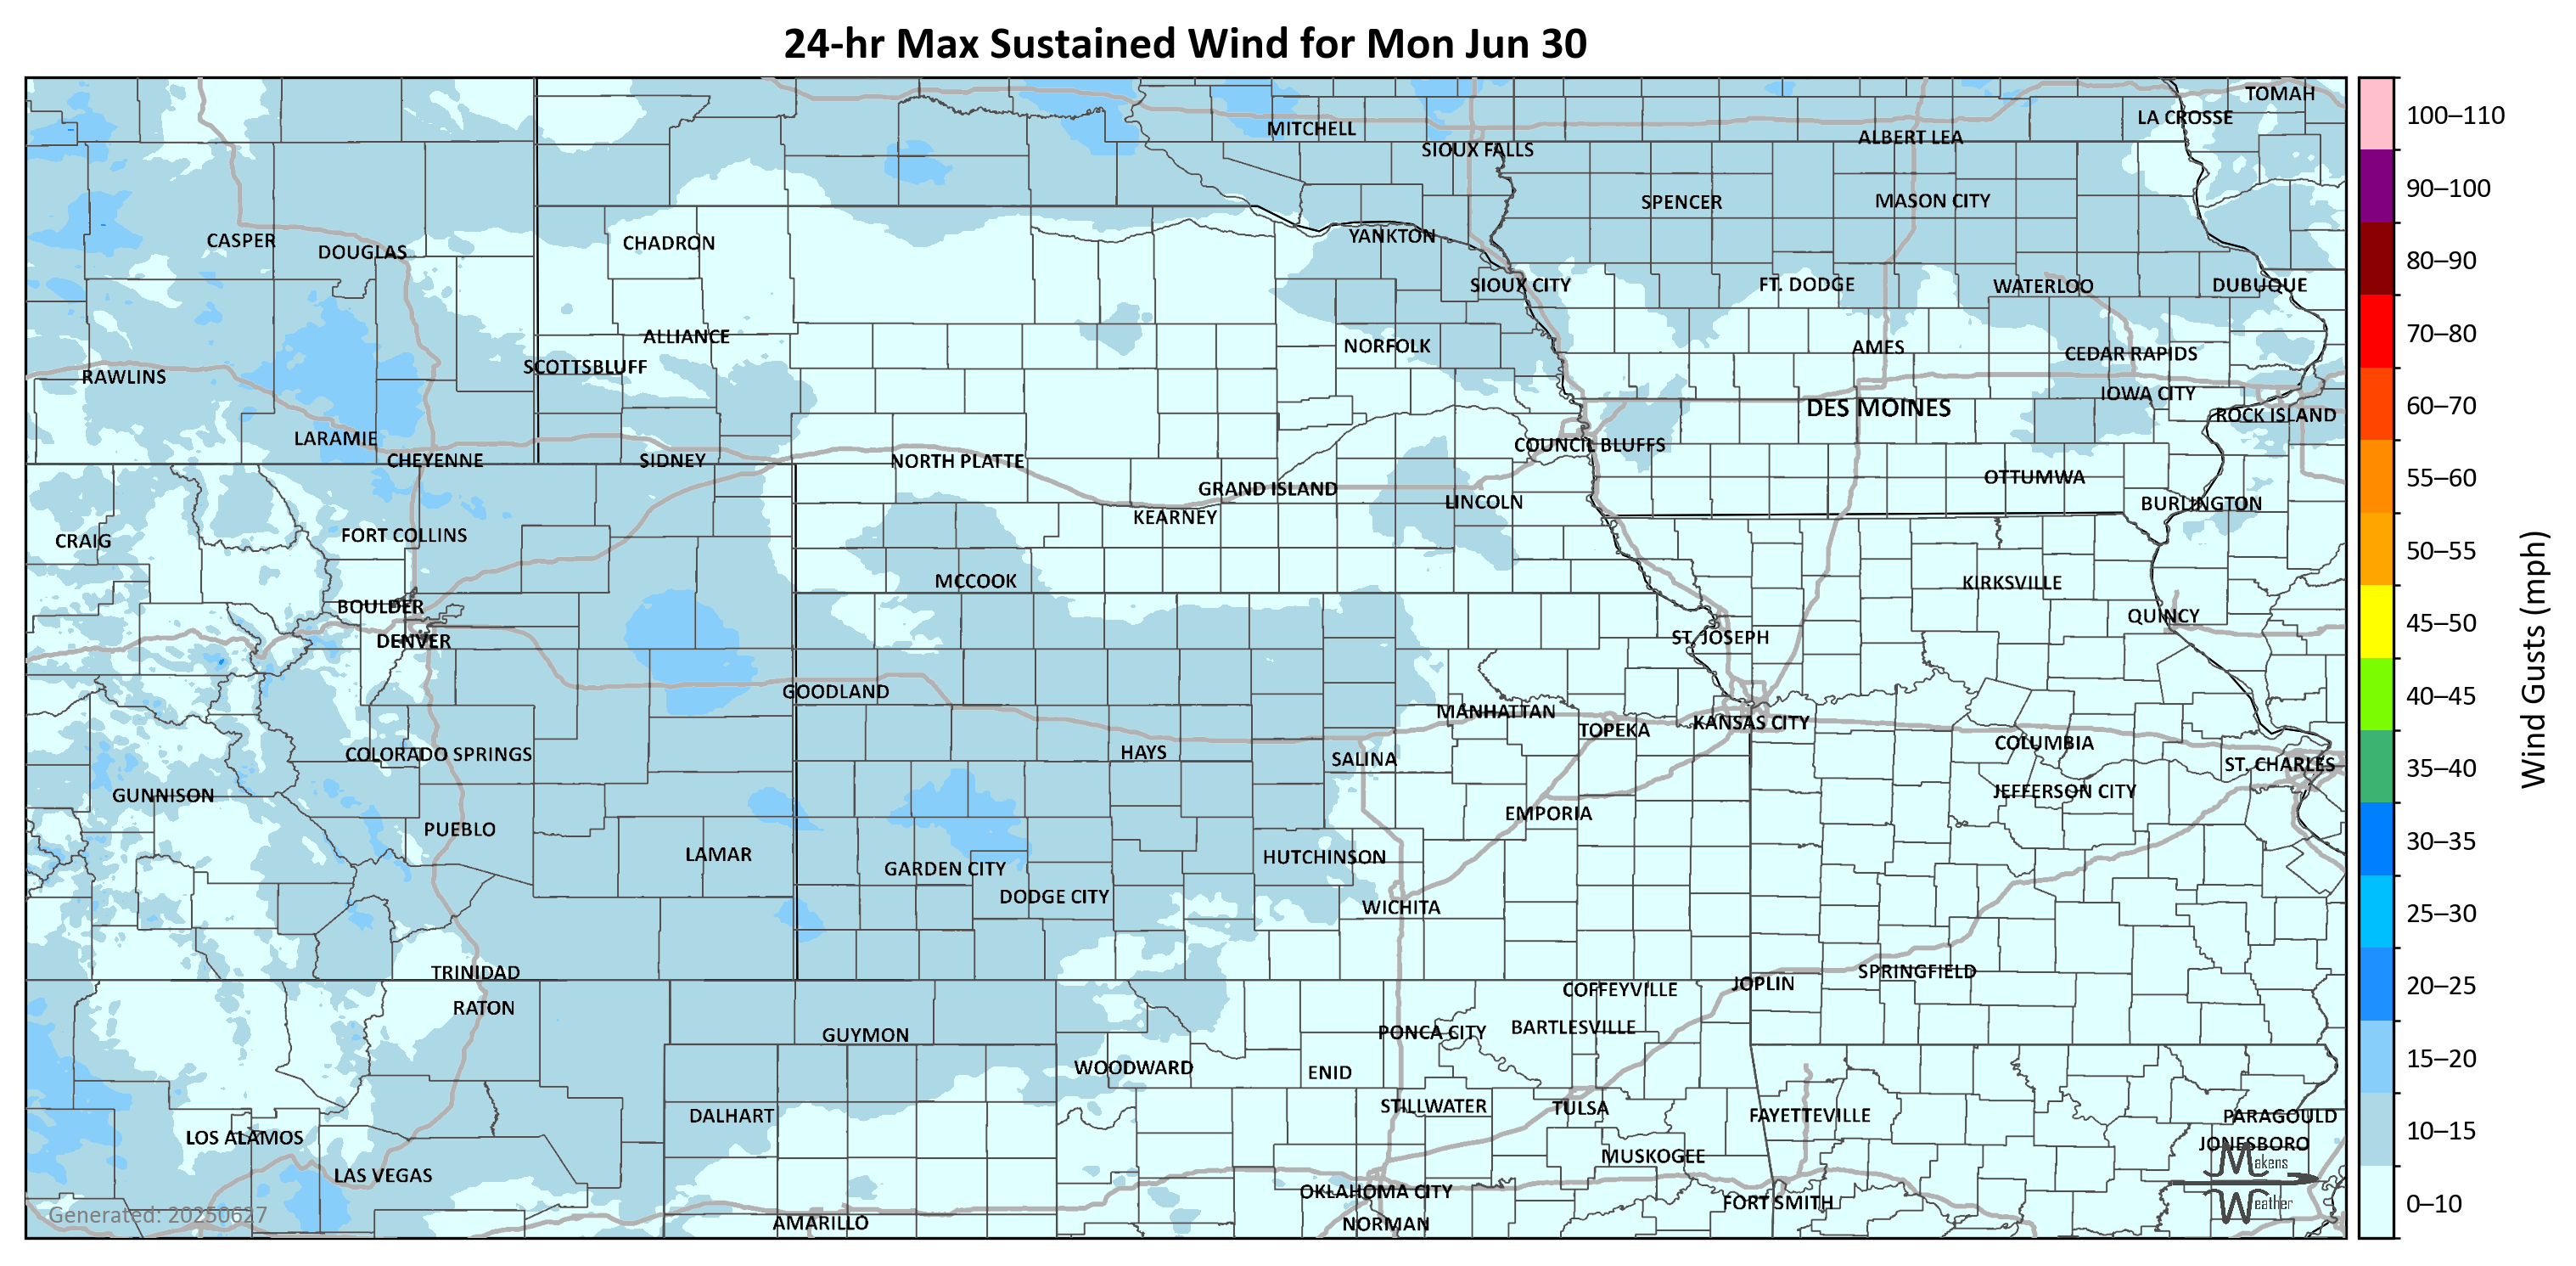 24-hr Max Sustained Wind for Mon Jun 30
TOMAH
LA CROSSE
MITCHELL
ALBERT LEA
SIOUX FALLS
SPENCER
MASON CITY
CASPER
DOUGLAS
CHADRON
YANKTON
SIOUX CITY
FT. DODGE
WATERLOO
DUBUQUE
ALLIANCE
NORFOLK
AMES
CEDAR RAPIDS
SCOTTSBLUFF
RAWLINS
IOWA CITY
DES MOINES
ROCK ISLAND
LARAMIE
COUNCIL BLUFFS
CHEYENNE
SIDNEY
NORTH PLATTE
OTTUMWA
GRAND ISLAND
LINCOLN
BURLINGTON
KEARNEY
FORT COLLINS
CRAIG
MCCOOK
KIRKSVILLE
BOULDER
QUINCY
DENVER
ST. JOSEPH
GOODLAND
MANHATTAN
KANSAS CITY
TOPEKA
COLUMBIA
COLORADO SPRINGS
HAYS
SALINA
ST. CHARLES
GUNNISON
JEFFERSON CITY
EMPORIA
PUEBLO
LAMAR
HUTCHINSON
GARDEN CITY
DODGE CITY
WICHITA
TRINIDAD
SPRINGFIELD
JOPLIN
COFFEYVILLE
RATON
GUYMON
PONCA CITY
BARTLESVILLE
WOODWARD
ENID
STILLWATER
TULSA
DALHART
FAYETTEVILLE
PARAGOULD
LOS ALAMOS
JONESBORO
MUSKOGEE
LAS VEGAS
OKLAHOMA CITY
FORT SMITH
AMARILLO
NORMAN
Generated: 20250627
Makens
Weather
100–110
90–100
80–90
70–80
60–70
55–60
50–55
45–50
40–45
35–40
30–35
25–30
20–25
15–20
10–15
0–10
Wind Gusts (mph)